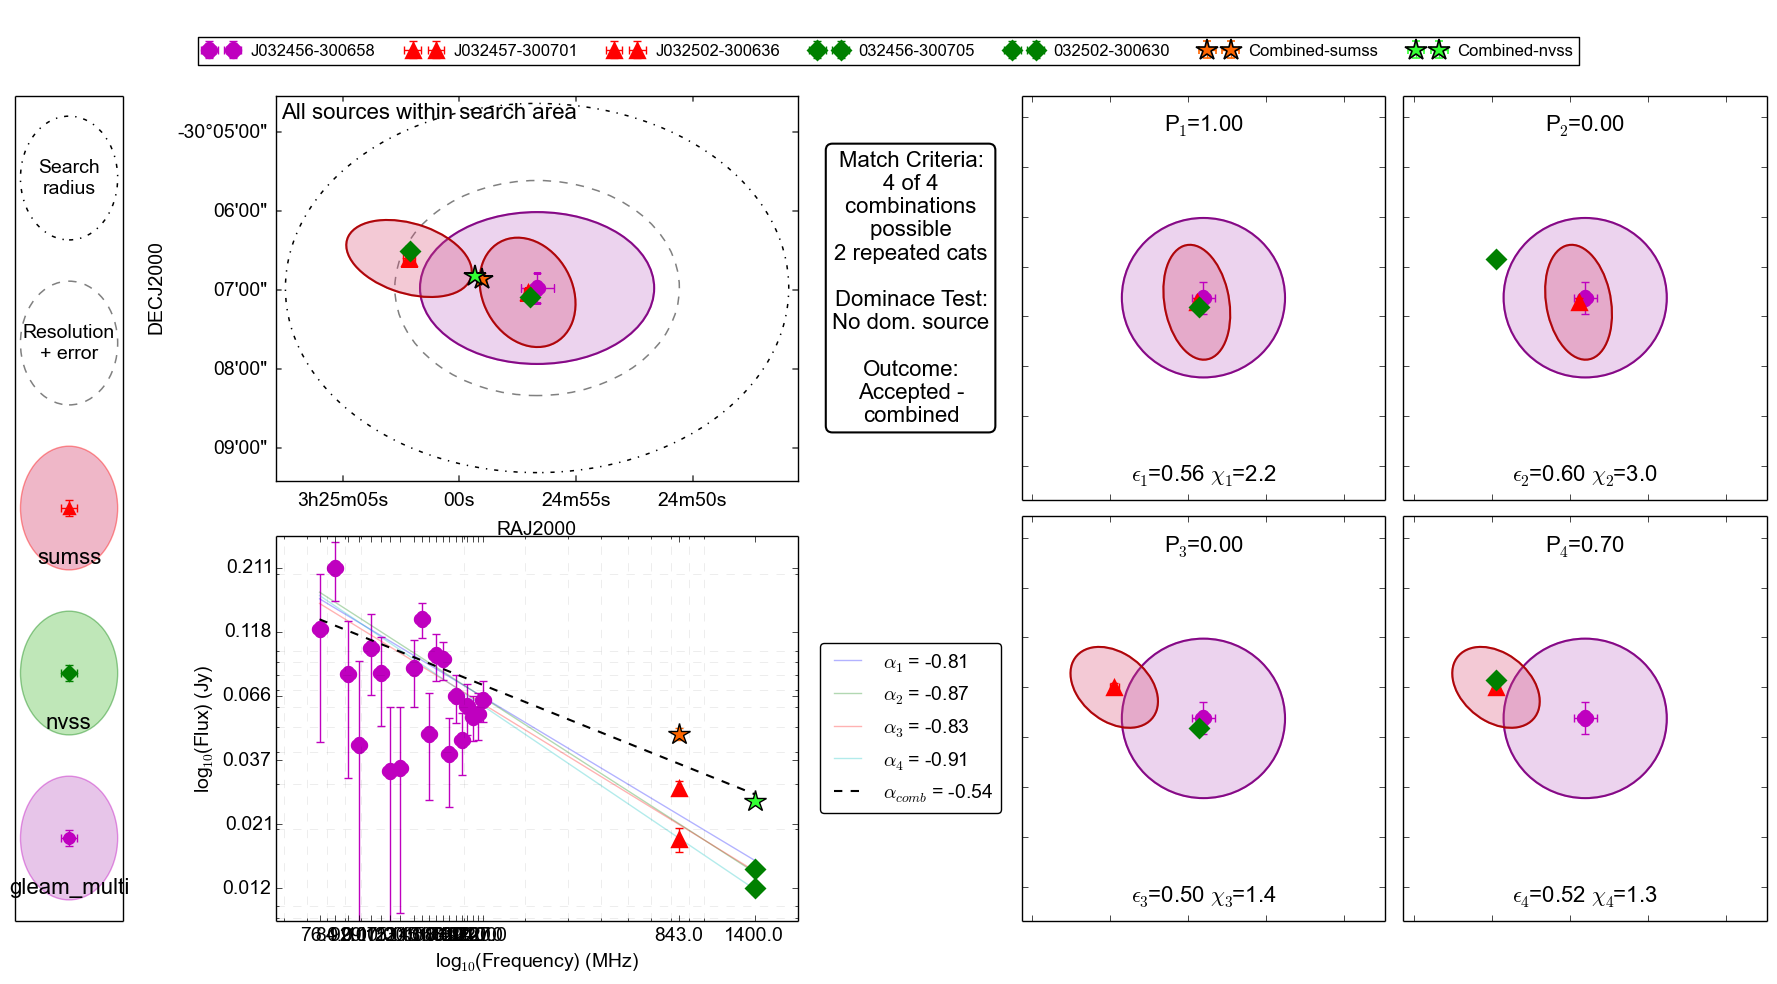 J032456-300658
J032457-300701
J032502-300636
032456-300705
032502-300630
Combined-sumss
Combined-nvss
Search
radius
Resolution
+ error
sumss
nvss
gleam_multi
All sources within search area
DECJ2000
-30°05'00"
06'00"
07'00"
08'00"
09'00"
3h25m05s
00s
24m55s
24m50s
RAJ2000
Match Criteria:
4 of 4
combinations
possible
2 repeated cats
Dominace Test:
No dom. source
Outcome:
Accepted -
combined
P1=1.00
ϵ1=0.56 χ1=2.2
P2=0.00
ϵ2=0.60 χ2=3.0
P3=0.00
ϵ3=0.50 χ3=1.4
P4=0.70
ϵ4=0.52 χ4=1.3
log10(Flux) (Jy)
0.211
0.118
0.066
0.037
0.021
0.012
843.0
1400.0
log10(Frequency) (MHz)
α1 = -0.81
α2 = -0.87
α3 = -0.83
α4 = -0.91
αcomb = -0.54